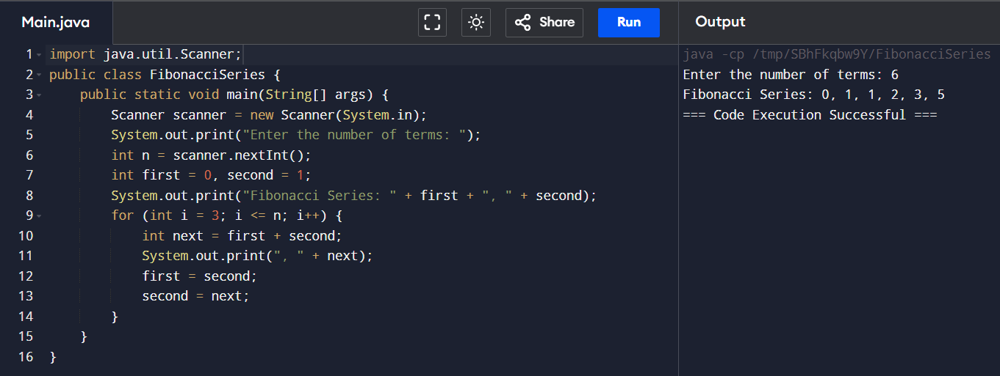 Main.java
Share
Run
Output
1 import java.util.Scanner;
2 public class FibonacciSeries {
3     public static void main(String[] args) {
4         Scanner scanner = new Scanner(System.in);
5         System.out.print("Enter the number of terms: ");
6         int n = scanner.nextInt();
7         int first = 0, second = 1;
8         System.out.print("Fibonacci Series: " + first + ", " + second);
9         for (int i = 3; i <= n; i++) {
10             int next = first + second;
11             System.out.print(", " + next);
12             first = second;
13             second = next;
14         }
15     }
16 }
java -cp /tmp/SBhFkqbw9Y/FibonacciSeries
Enter the number of terms: 6
Fibonacci Series: 0, 1, 1, 2, 3, 5
=== Code Execution Successful ===